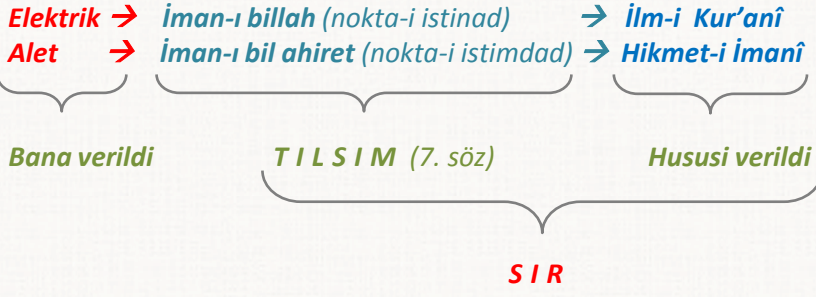 Elektrik → İman-ı billah (nokta-i istinad) → İlm-i Kur’anî
Alet → İman-ı bil ahiret (nokta-i istimdad) → Hikmet-i İmanî
Bana verildi T I L S I M (7. söz) Hususi verildi
S I R